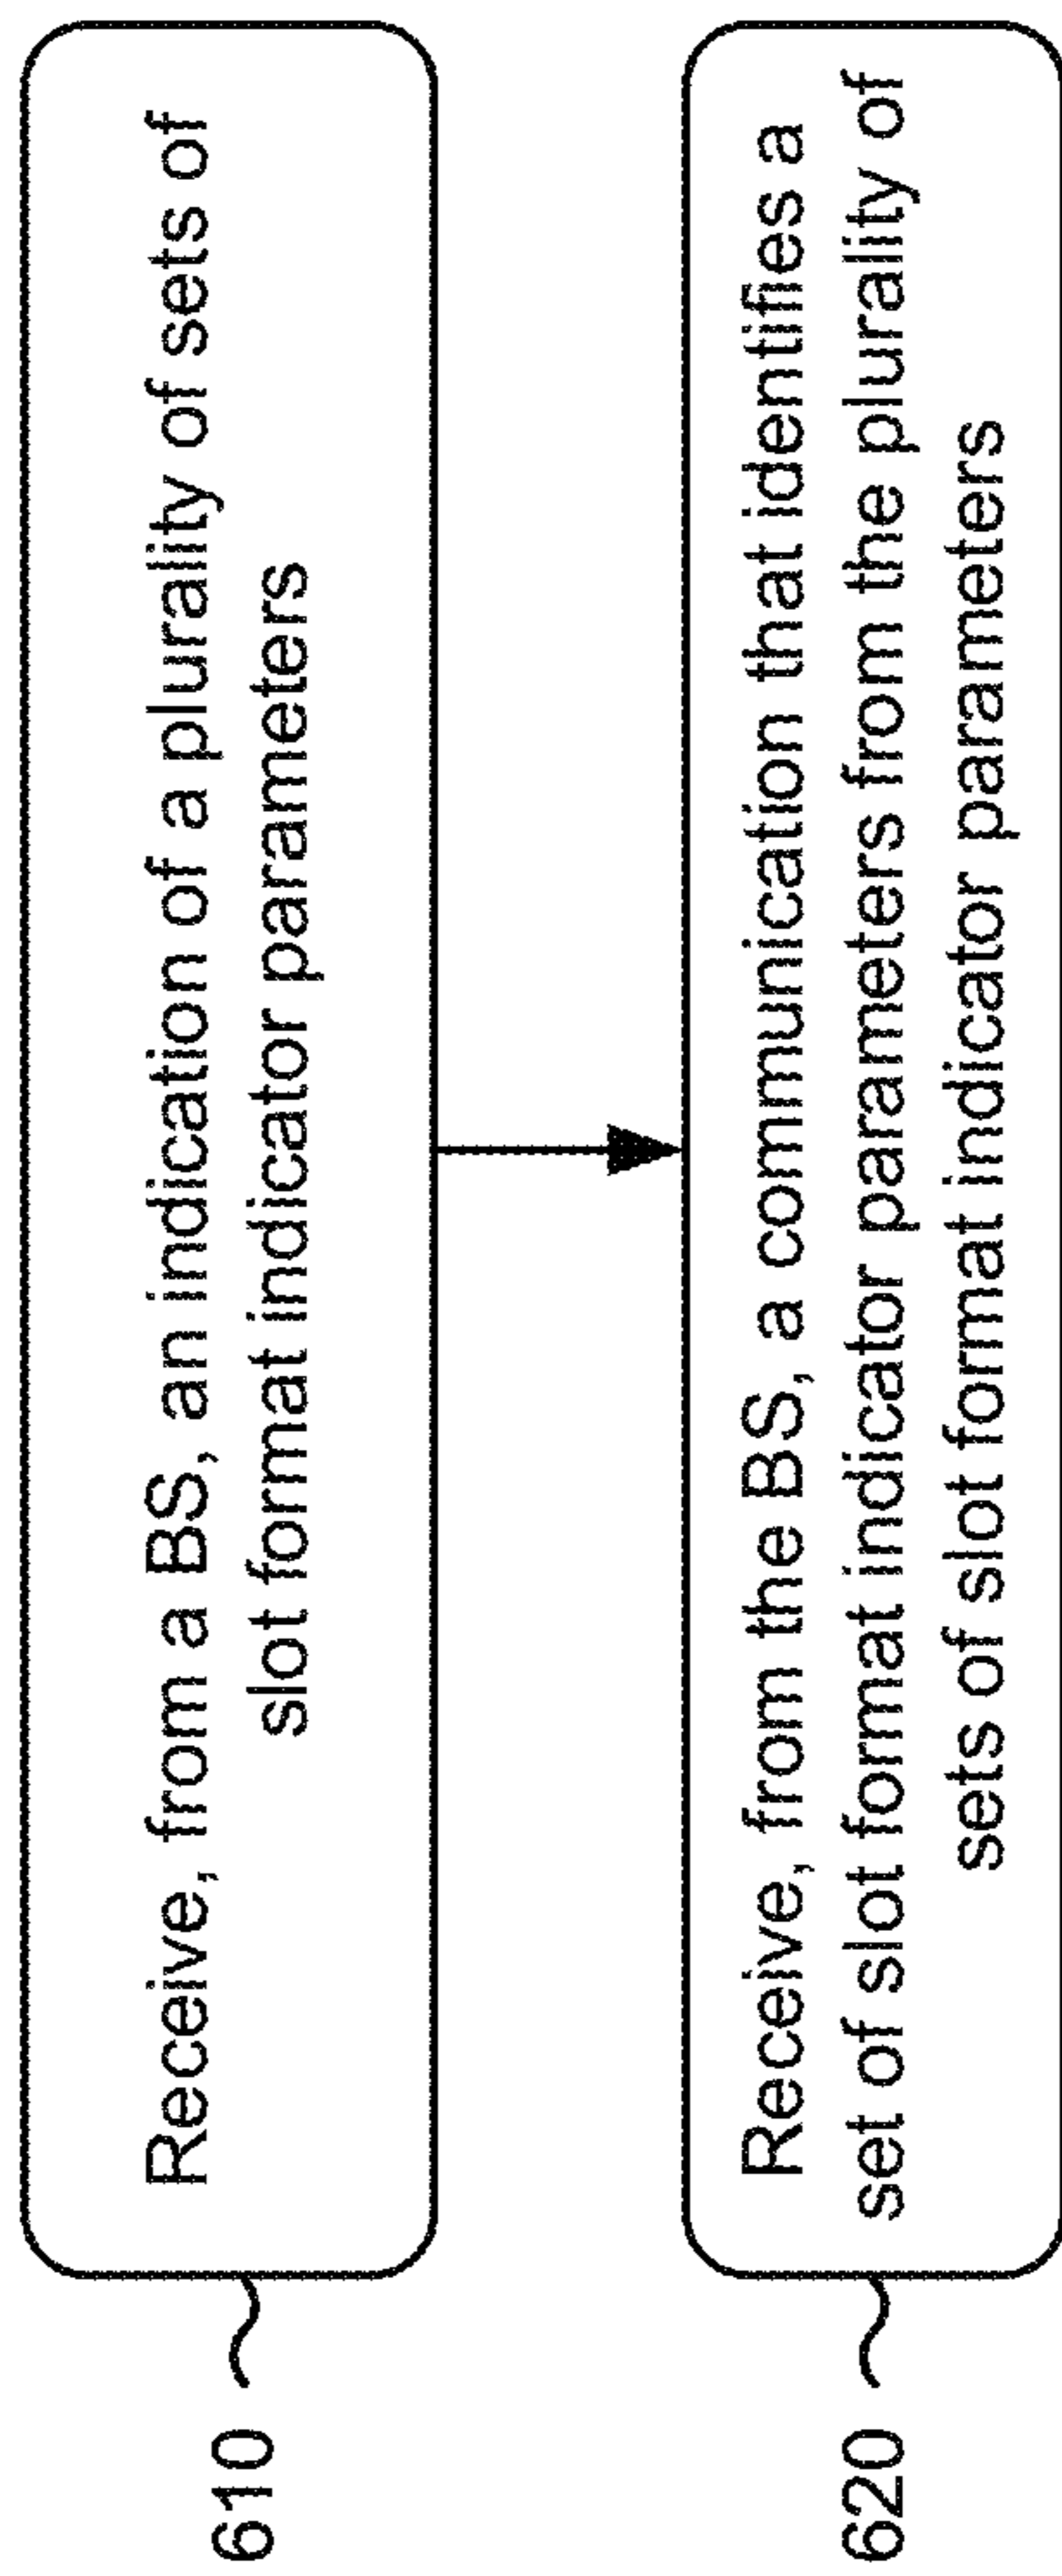 610
Receive, from a BS, an indication of a plurality of sets of
slot format indicator parameters
620
Receive, from the BS, a communication that identifies a
set of slot format indicator parameters from the plurality of
sets of slot format indicator parameters